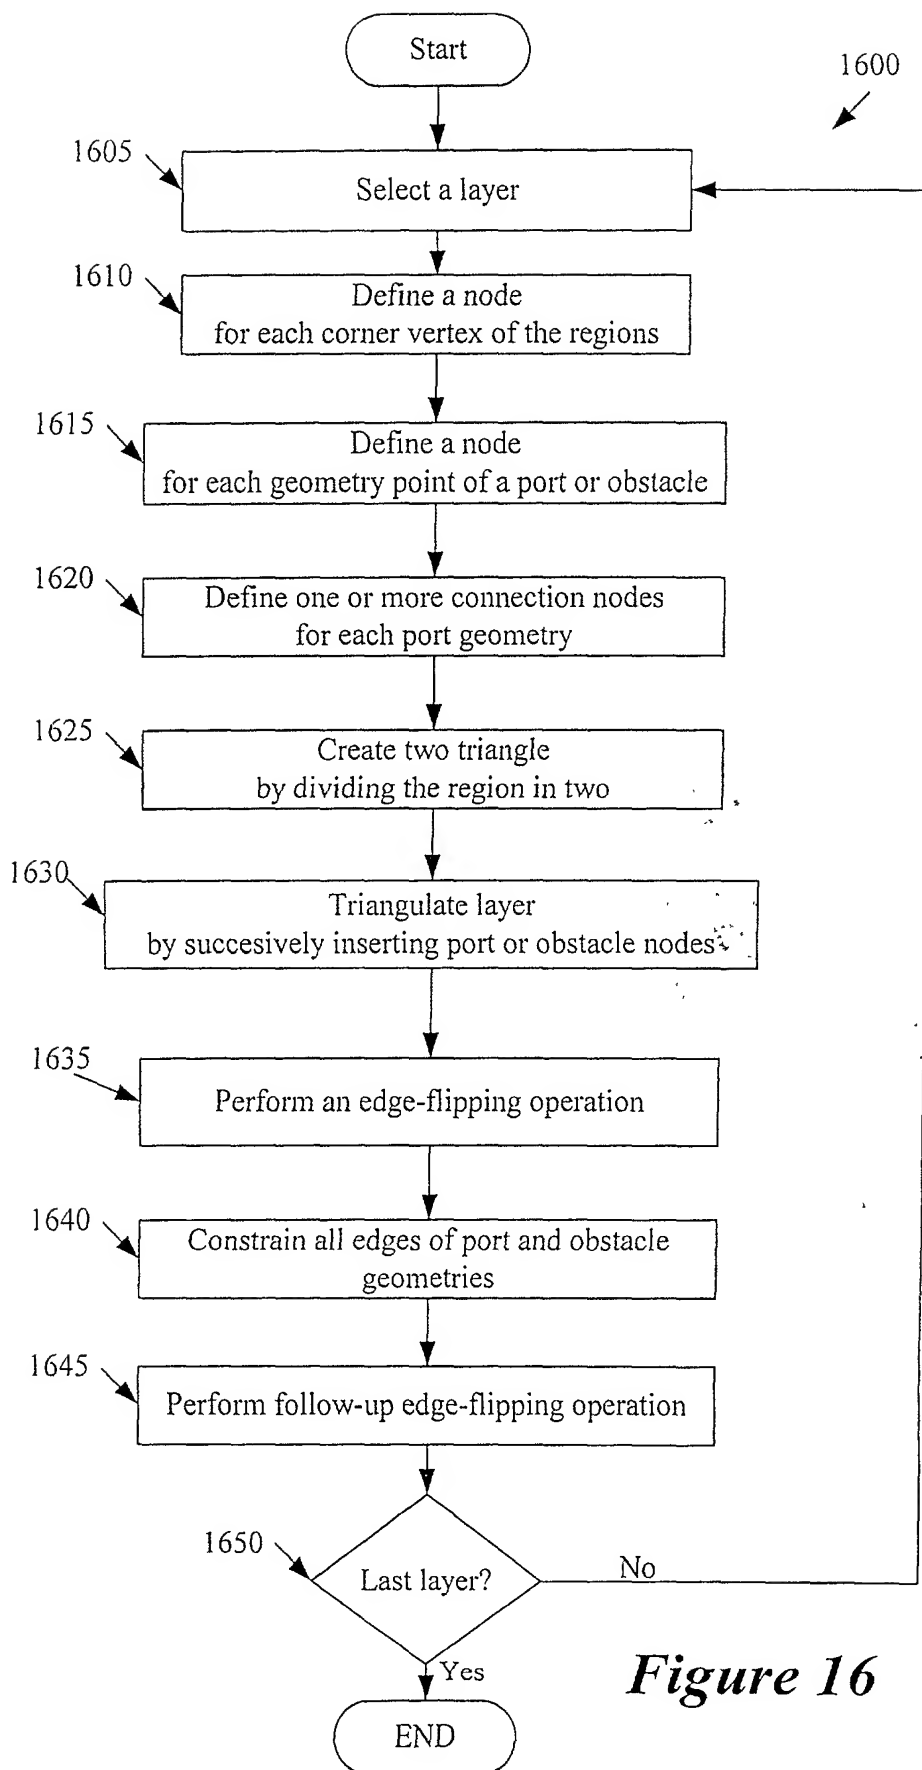 Start
1600
1605
Select a layer
1610
Define a node
for each corner vertex of the regions
1615
Define a node
for each geometry point of a port or obstacle
1620
Define one or more connection nodes
for each port geometry
1625
Create two triangle
by dividing the region in two
1630
Triangulate layer
by succesively inserting port or obstacle nodes
1635
Perform an edge-flipping operation
1640
Constrain all edges of port and obstacle
geometries
1645
Perform follow-up edge-flipping operation
1650
Last layer?
No
Yes
Figure 16
END